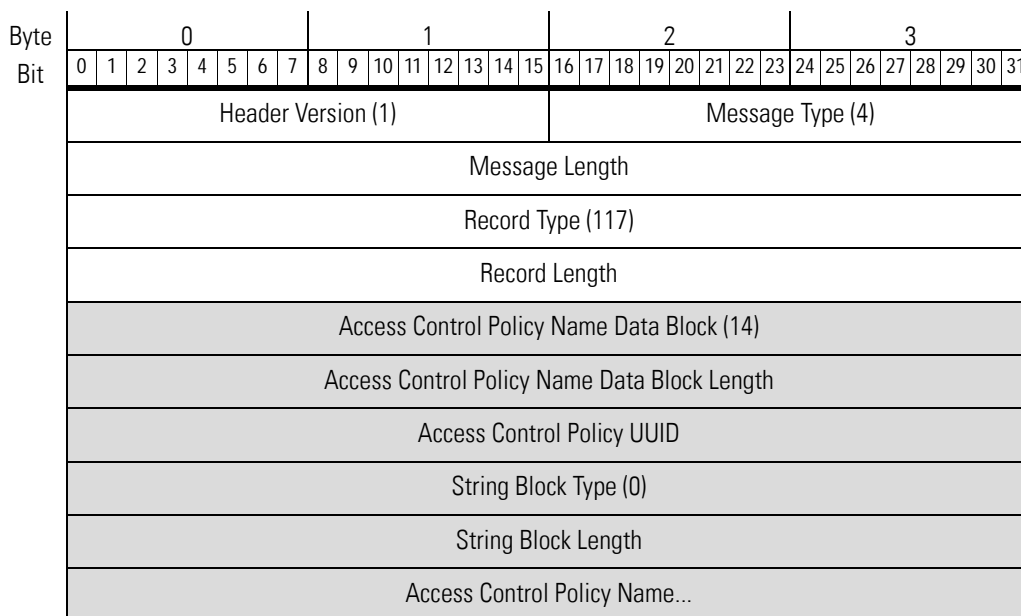 Byte 0 1 2 3
Bit 0 1 2 3 4 5 6 7 8 9 10 11 12 13 14 15 16 17 18 19 20 21 22 23 24 25 26 27 28 29 30 31
Header Version (1) Message Type (4)
Message Length
Record Type (117)
Record Length
Access Control Policy Name Data Block (14)
Access Control Policy Name Data Block Length
Access Control Policy UUID
String Block Type (0)
String Block Length
Access Control Policy Name...